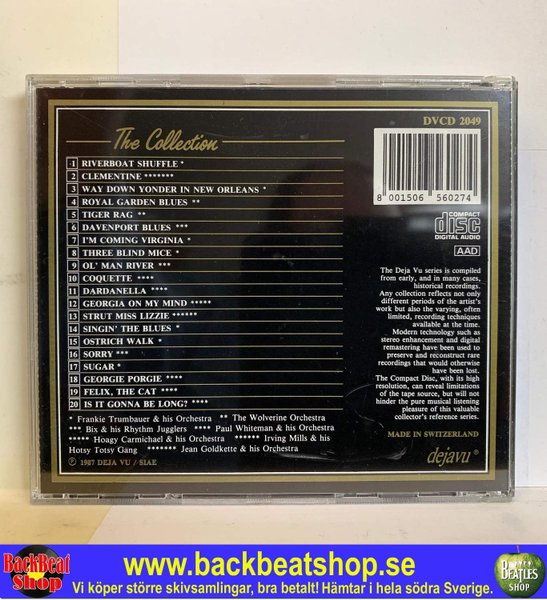 DVCD 2049
The Collection
8 001506 560274
1 RIVERBOAT SHUFFLE *
2 CLEMENTINE *******
3 WAY DOWN YONDER IN NEW ORLEANS *
4 ROYAL GARDEN BLUES **
5 TIGER RAG **
6 DAVENPORT BLUES ***
7 I'M COMING VIRGINIA *
8 THREE BLIND MICE *
9 OL' MAN RIVER ***
10 COQUETTE ****
11 DARDANELLA ****
12 GEORGIA ON MY MIND *****
13 STRUT MISS LIZZIE ******
14 SINGIN' THE BLUES *
15 OSTRICH WALK *
16 SORRY ***
17 SUGAR *
18 GEORGIE PORGIE ****
19 FELIX, THE CAT ****
20 IS IT GONNA BE LONG? ****
* Frankie Trumbauer & his Orchestra ** The Wolverine Orchestra
*** Bix & his Rhythm Jugglers **** Paul Whiteman & his Orchestra
***** Hoagy Carmichael & his Orchestra ****** Irving Mills & his
Hotsy Totsy Gang ******* Jean Goldkette & his Orchestra
℗ 1987 DEJA VU / SIAE
COMPACT
disc
DIGITAL AUDIO
AAD
The Deja Vu series is compiled
from early, and in many cases,
historical recordings.
Any collection reflects not only
different periods of the artist's
work but also the varying, often
limited, recording techniques
available at the time.
Modern technology such as
stereo enhancement and digital
remastering have been used to
preserve and reconstruct rare
recordings that would otherwise
have been lost.
The Compact Disc, with its high
resolution, can reveal limitations
of the tape source, but will not
hinder the pure musical listening
pleasure of this valuable
collector's reference series.
MADE IN SWITZERLAND
dejavu®
BackBeat
Shop
www.backbeatshop.se
Vi köper större skivsamlingar, bra betalt! Hämtar i hela södra Sverige.
BEATLES
SHOP